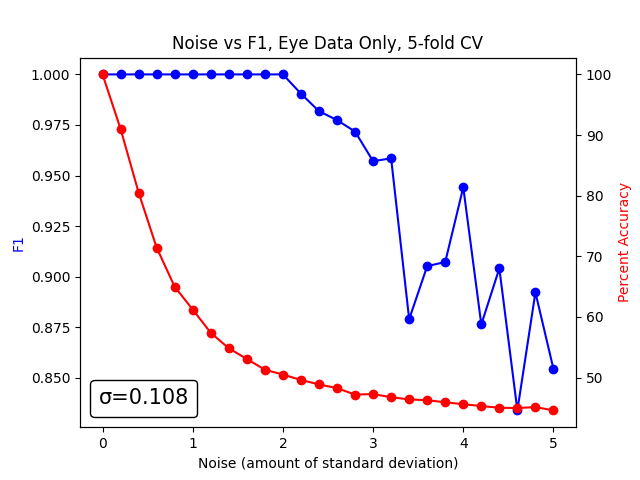 Noise vs F1, Eye Data Only, 5-fold CV
1.000
0.975
0.950
0.925
0.900
0.875
0.850
F1
100
90
80
70
60
50
Percent Accuracy
σ=0.108
0 1 2 3 4 5
Noise (amount of standard deviation)